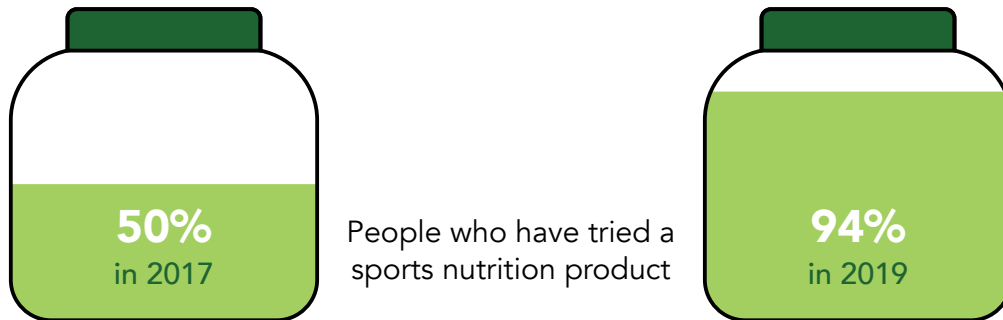 50%
in 2017
People who have tried a
sports nutrition product
94%
in 2019